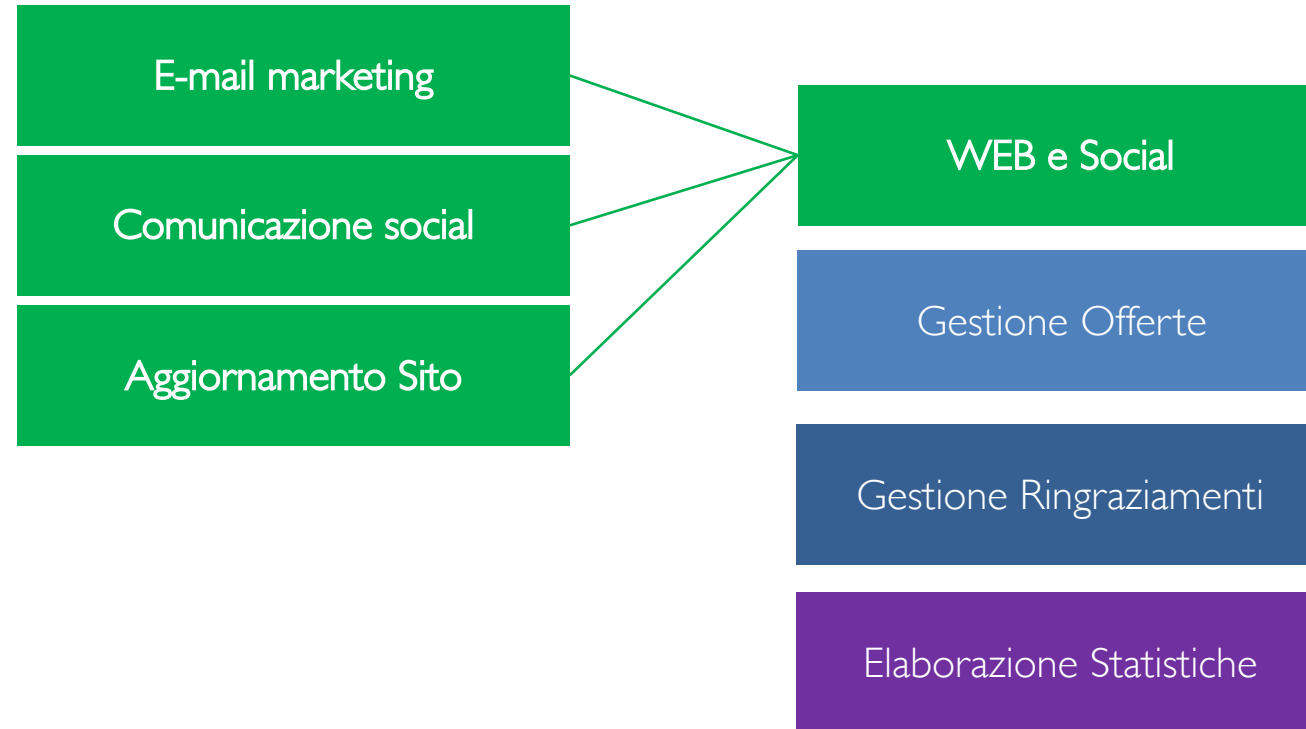 E-mail marketing
Comunicazione social
Aggiornamento Sito
WEB e Social
Gestione Offerte
Gestione Ringraziamenti
Elaborazione Statistiche